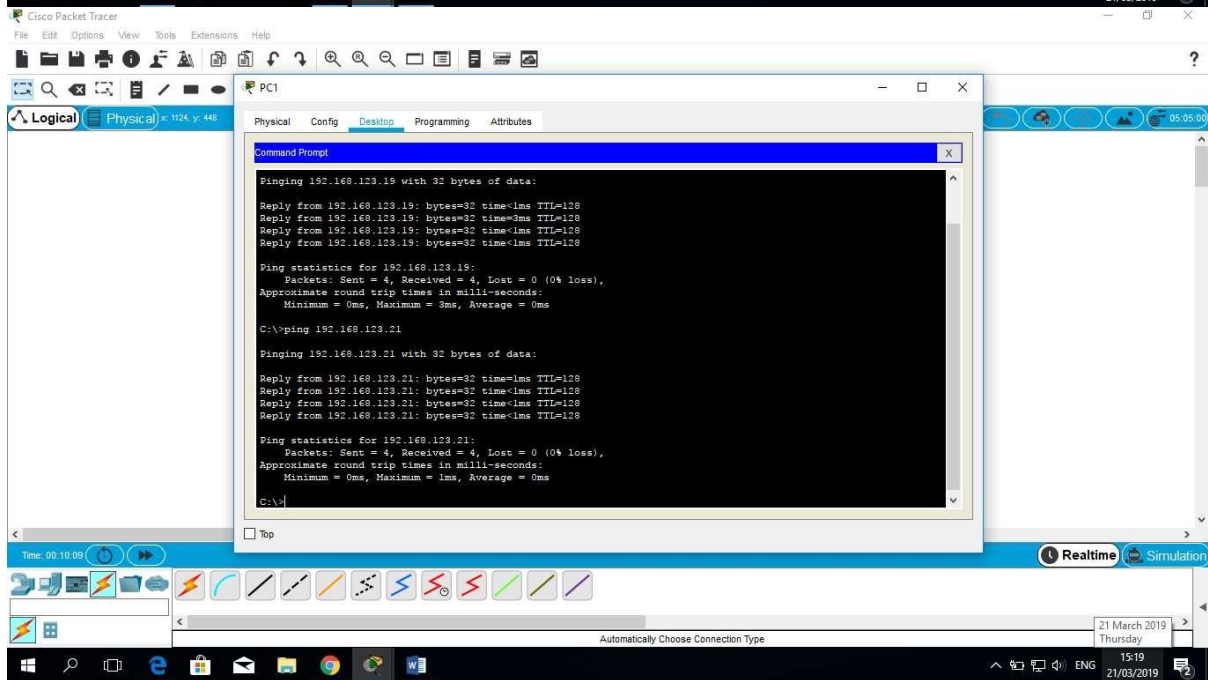 Cisco Packet Tracer
File Edit Options View Tools Extensions Help
PC1
Logical Physical x: 1124, y: 448
05:05:00
Physical Config Desktop Programming Attributes
Command Prompt
X
Pinging 192.168.123.19 with 32 bytes of data:
Reply from 192.168.123.19: bytes=32 time<1ms TTL=128
Reply from 192.168.123.19: bytes=32 time=3ms TTL=128
Reply from 192.168.123.19: bytes=32 time<1ms TTL=128
Reply from 192.168.123.19: bytes=32 time<1ms TTL=128
Ping statistics for 192.168.123.19:
Packets: Sent = 4, Received = 4, Lost = 0 (0% loss),
Approximate round trip times in milli-seconds:
Minimum = 0ms, Maximum = 3ms, Average = 0ms
C:\>ping 192.168.123.21
Pinging 192.168.123.21 with 32 bytes of data:
Reply from 192.168.123.21: bytes=32 time=1ms TTL=128
Reply from 192.168.123.21: bytes=32 time<1ms TTL=128
Reply from 192.168.123.21: bytes=32 time<1ms TTL=128
Reply from 192.168.123.21: bytes=32 time<1ms TTL=128
Ping statistics for 192.168.123.21:
Packets: Sent = 4, Received = 4, Lost = 0 (0% loss),
Approximate round trip times in milli-seconds:
Minimum = 0ms, Maximum = 1ms, Average = 0ms
C:\>
Top
Time: 00:10:09
Realtime Simulation
Automatically Choose Connection Type
21 March 2019
Thursday
ENG
15:19
21/03/2019
2